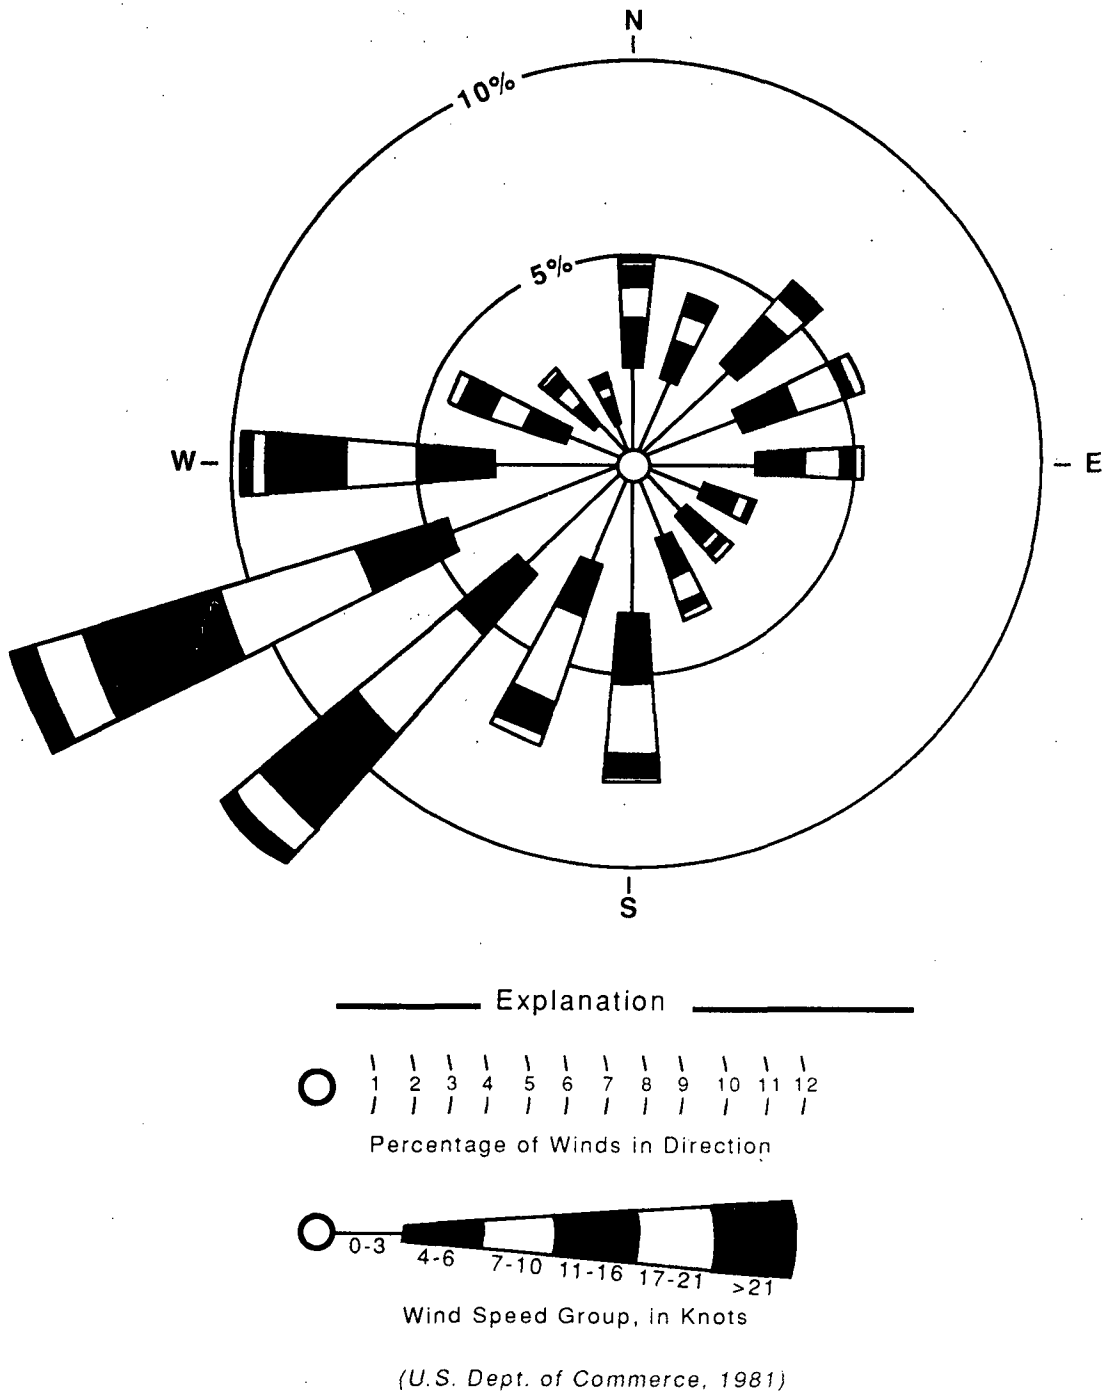 N
10%
5%
W
E
S
Explanation
1 2 3 4 5 6 7 8 9 10 11 12
Percentage of Winds in Direction
0-3 4-6 7-10 11-16 17-21 >21
Wind Speed Group, in Knots
(U.S. Dept. of Commerce, 1981)